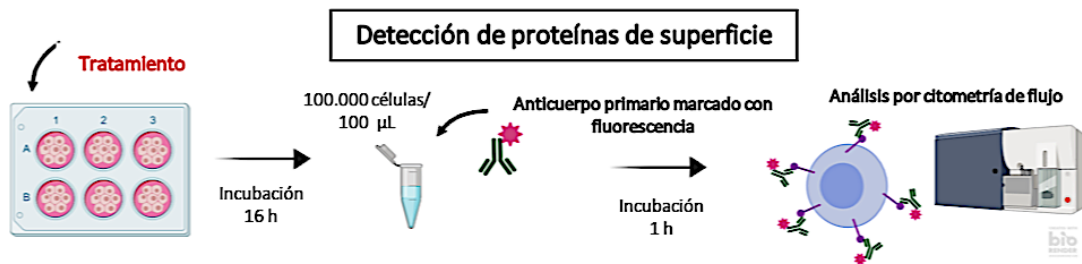 Detección de proteínas de superficie
Tratamiento
1 2 3
A
B
Incubación
16 h
100.000 células/
100 µL
Anticuerpo primario marcado con
fluorescencia
Incubación
1 h
Análisis por citometría de flujo
bio
RENDER